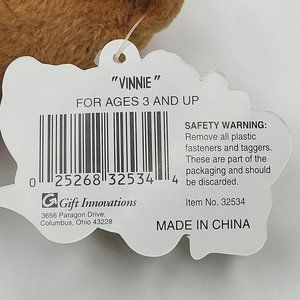 "VINNIE"
FOR AGES 3 AND UP
0 25268 32534 4
SAFETY WARNING:
Remove all plastic
fasteners and taggers.
These are part of the
packaging and should
be discarded.
Item No. 32534
G Gift Innovations
3656 Paragon Drive,
Columbus, Ohio 43228
MADE IN CHINA